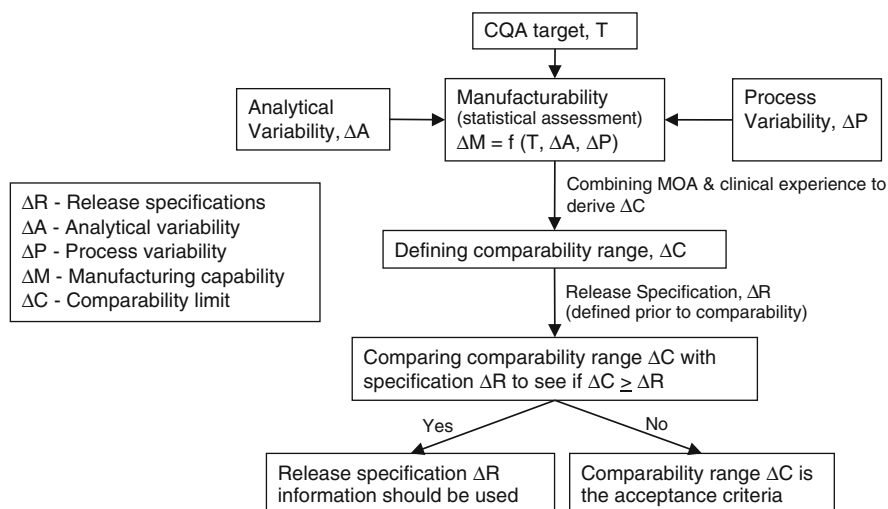 CQA target, T
Analytical
Variability, ΔA
Manufacturability
(statistical assessment)
ΔM = f (T, ΔA, ΔP)
Process
Variability, ΔP
Combining MOA & clinical experience to
derive ΔC
ΔR - Release specifications
ΔA - Analytical variability
ΔP - Process variability
ΔM - Manufacturing capability
ΔC - Comparability limit
Defining comparability range, ΔC
Release Specification, ΔR
(defined prior to comparability)
Comparing comparability range ΔC with
specification ΔR to see if ΔC ≥ ΔR
Yes
No
Release specification ΔR
information should be used
Comparability range ΔC is
the acceptance criteria